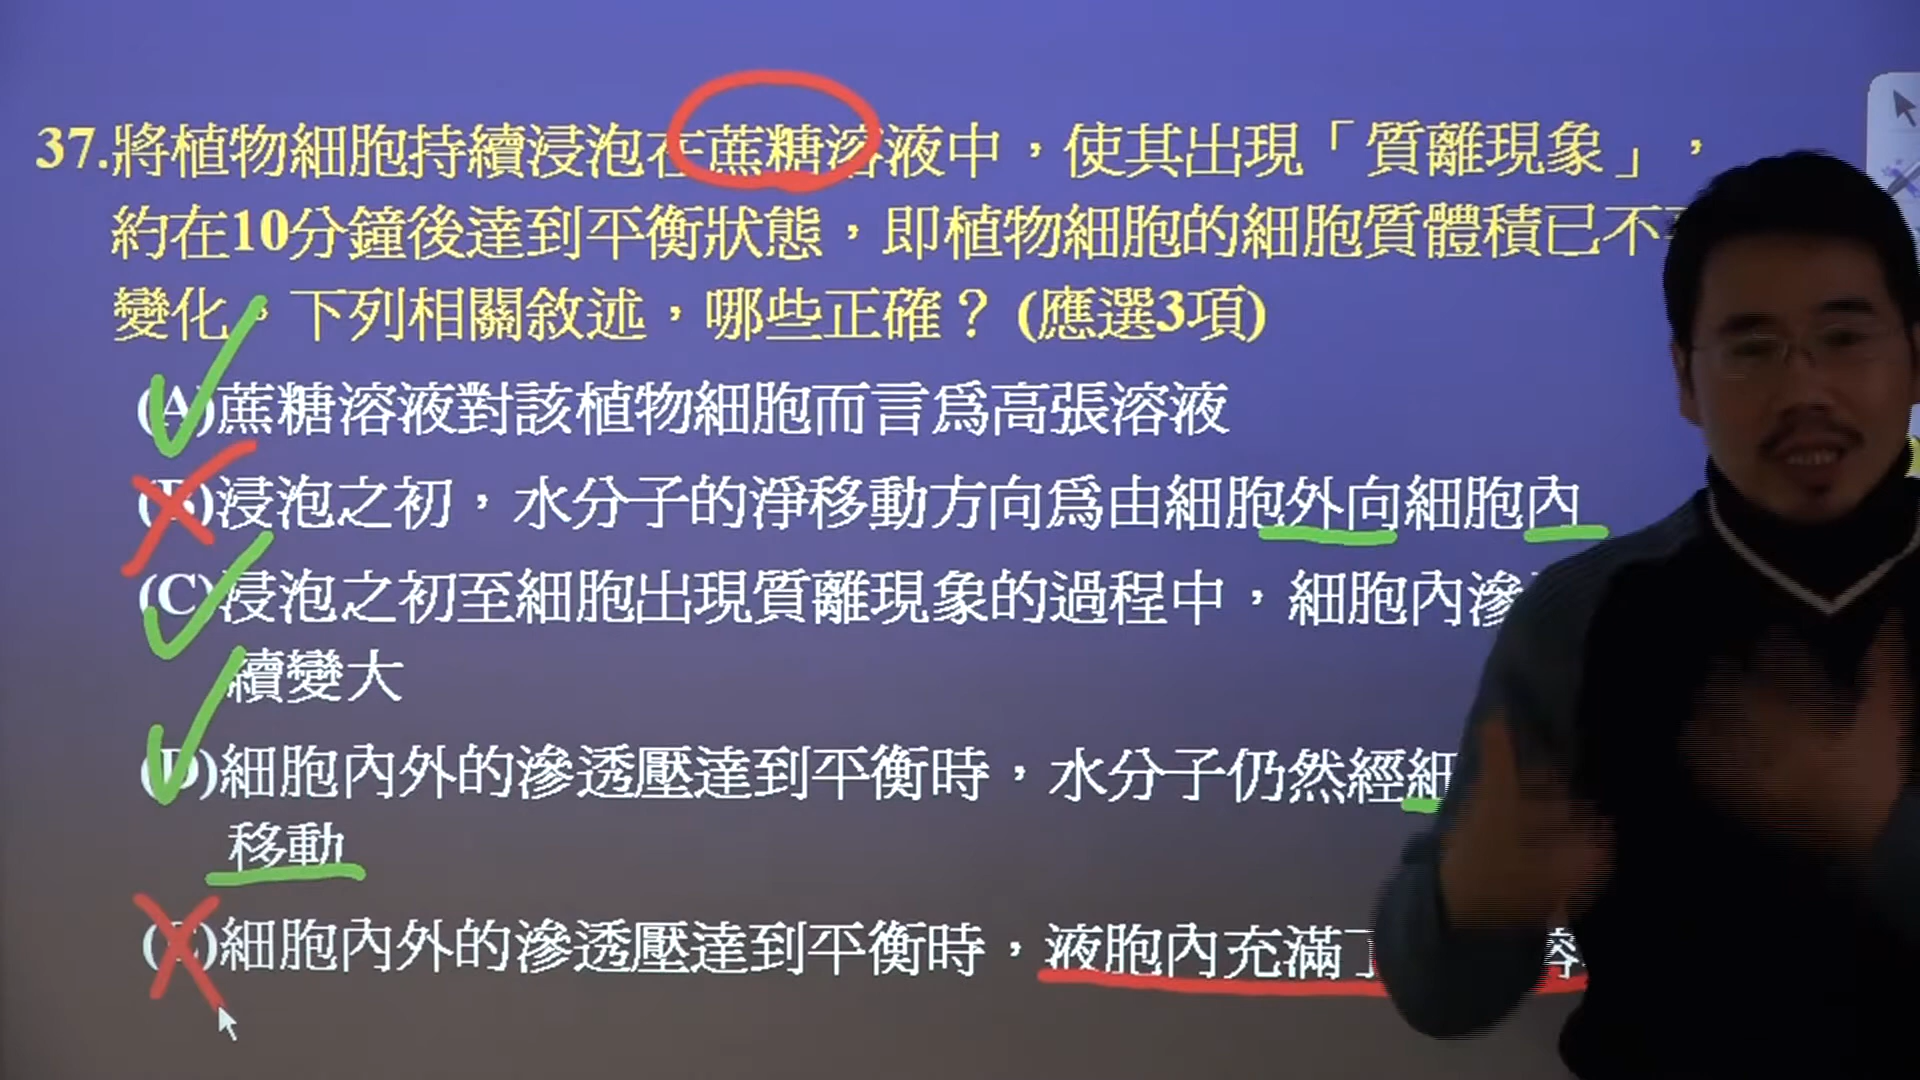 37.將植物細胞持續浸泡在蔗糖溶液中，使其出現「質離現象」，
約在10分鐘後達到平衡狀態，即植物細胞的細胞質體積已不
變化。下列相關敘述，哪些正確？(應選3項)
(A)蔗糖溶液對該植物細胞而言爲高張溶液
(B)浸泡之初，水分子的淨移動方向爲由細胞外向細胞內
(C)浸泡之初至細胞出現質離現象的過程中，細胞內滲
續變大
(D)細胞內外的滲透壓達到平衡時，水分子仍然經細
移動
(E)細胞內外的滲透壓達到平衡時，液胞內充滿了 溶